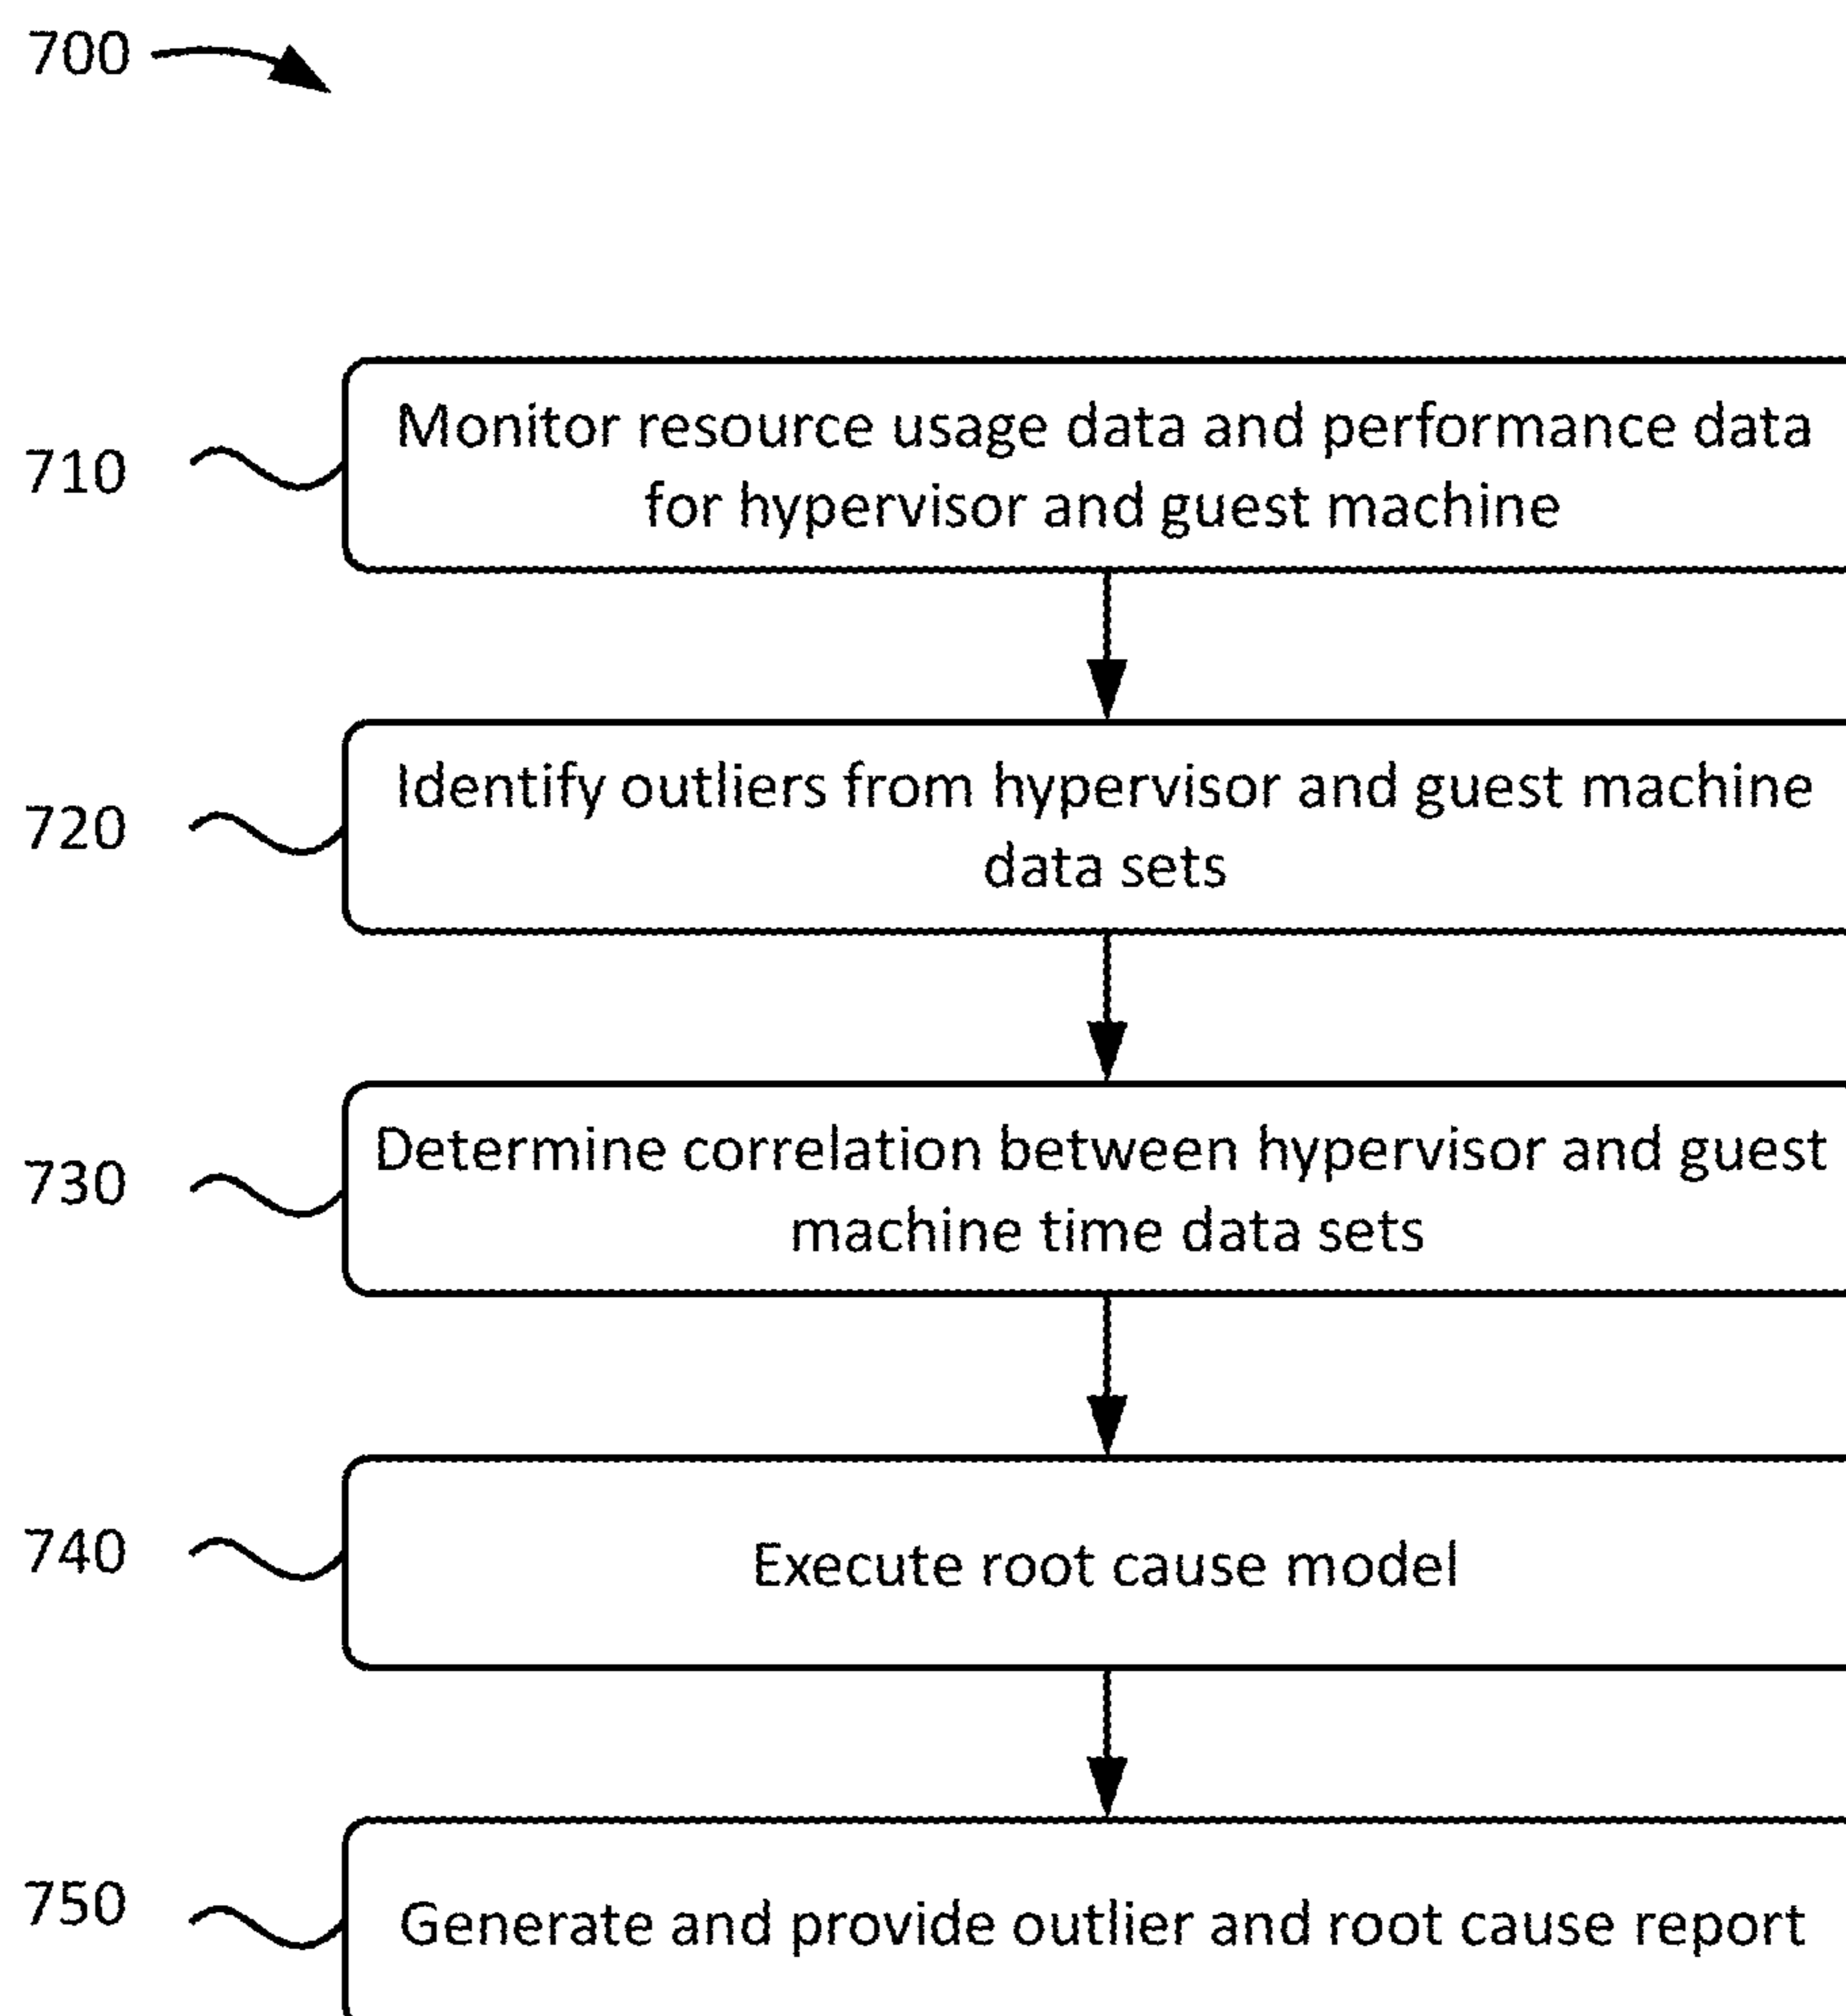 700
710
Monitor resource usage data and performance data
for hypervisor and guest machine
720
Identify outliers from hypervisor and guest machine
data sets
730
Determine correlation between hypervisor and guest
machine time data sets
740
Execute root cause model
750
Generate and provide outlier and root cause report